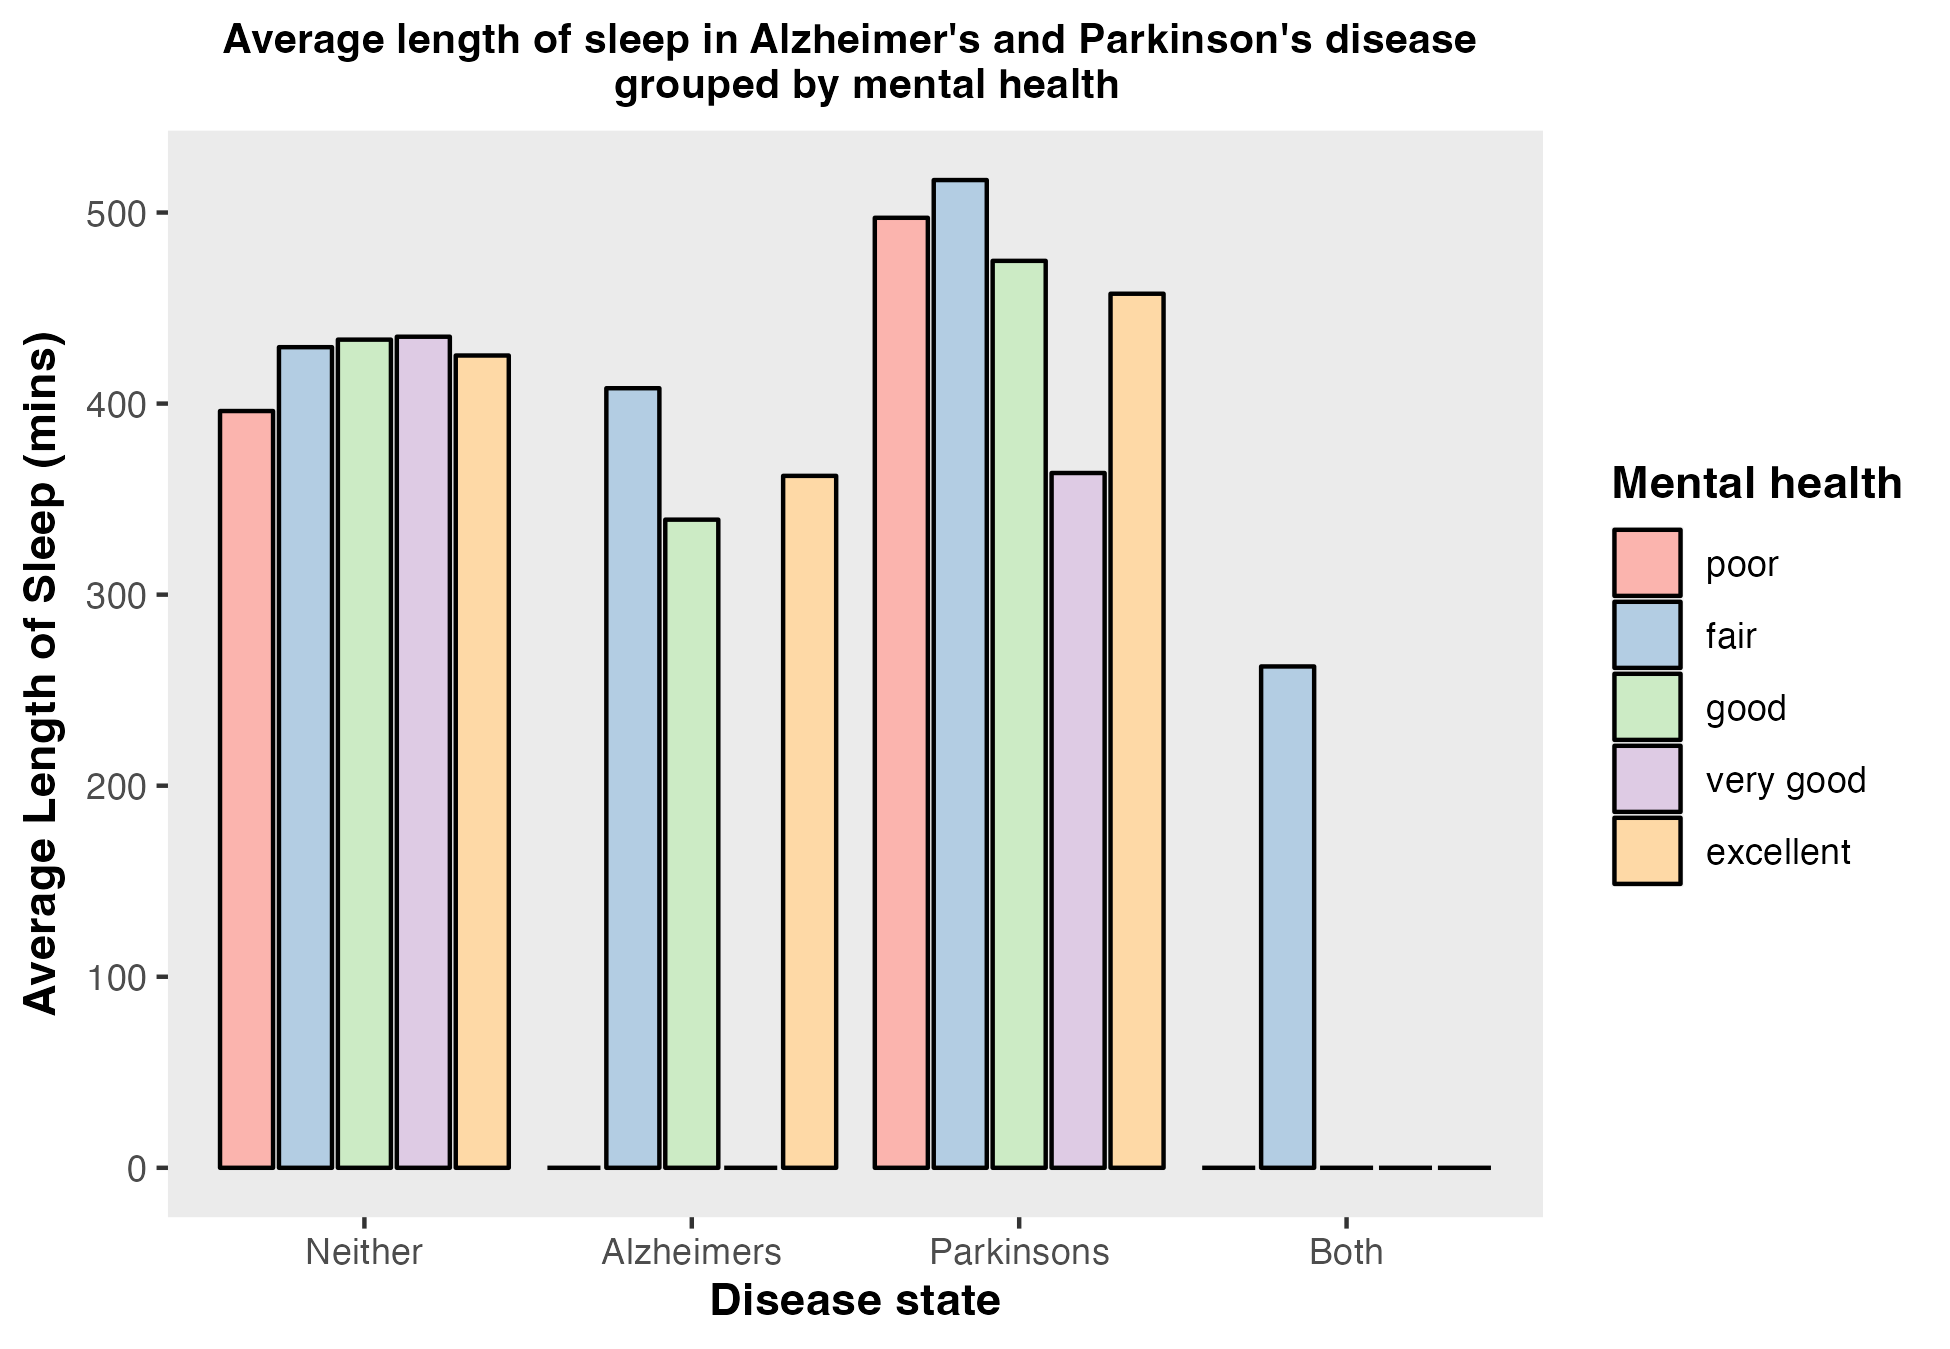 Average length of sleep in Alzheimer's and Parkinson's disease
grouped by mental health
Average Length of Sleep (mins)
500
400
300
200
100
0
Neither
Alzheimers
Parkinsons
Both
Disease state
Mental health
poor
fair
good
very good
excellent